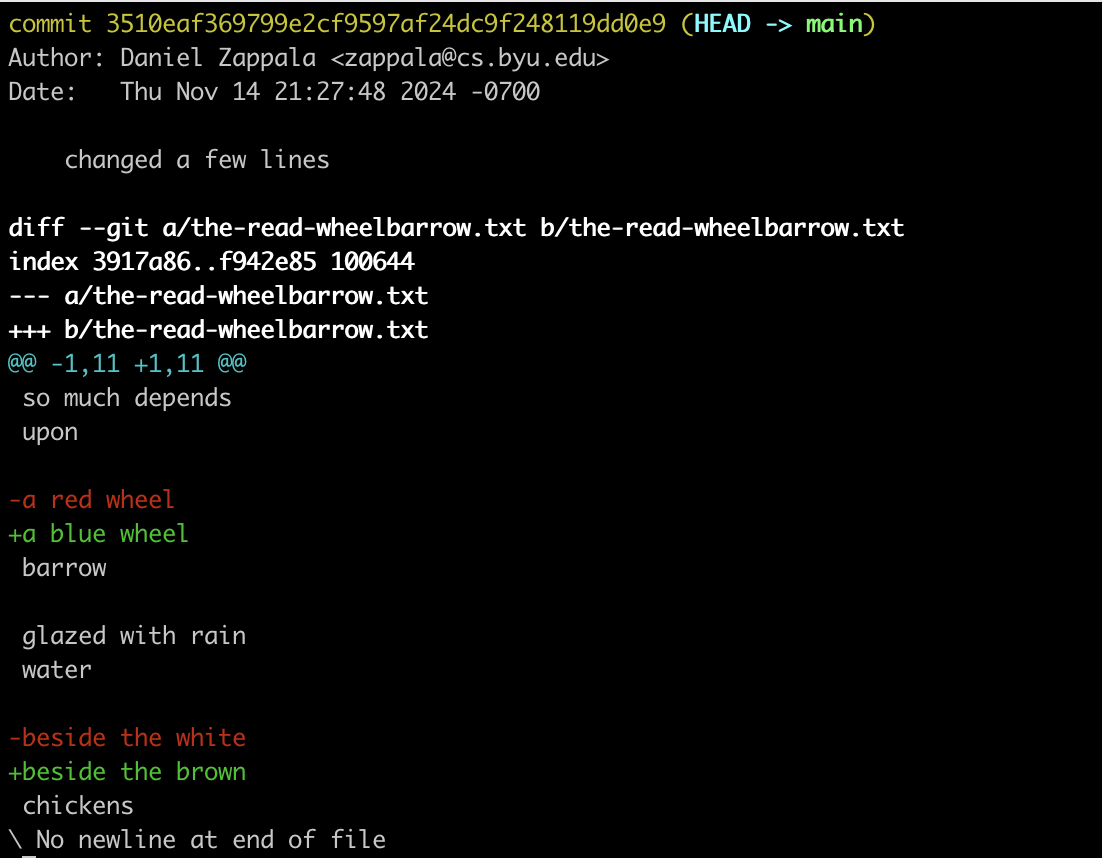 commit 3510eaf369799e2cf9597af24dc9f248119dd0e9 (HEAD -> main)
Author: Daniel Zappala <zappala@cs.byu.edu>
Date:   Thu Nov 14 21:27:48 2024 -0700

    changed a few lines

diff --git a/the-read-wheelbarrow.txt b/the-read-wheelbarrow.txt
index 3917a86..f942e85 100644
--- a/the-read-wheelbarrow.txt
+++ b/the-read-wheelbarrow.txt
@@ -1,11 +1,11 @@
 so much depends
 upon

-a red wheel
+a blue wheel
 barrow

 glazed with rain
 water

-beside the white
+beside the brown
 chickens
\ No newline at end of file